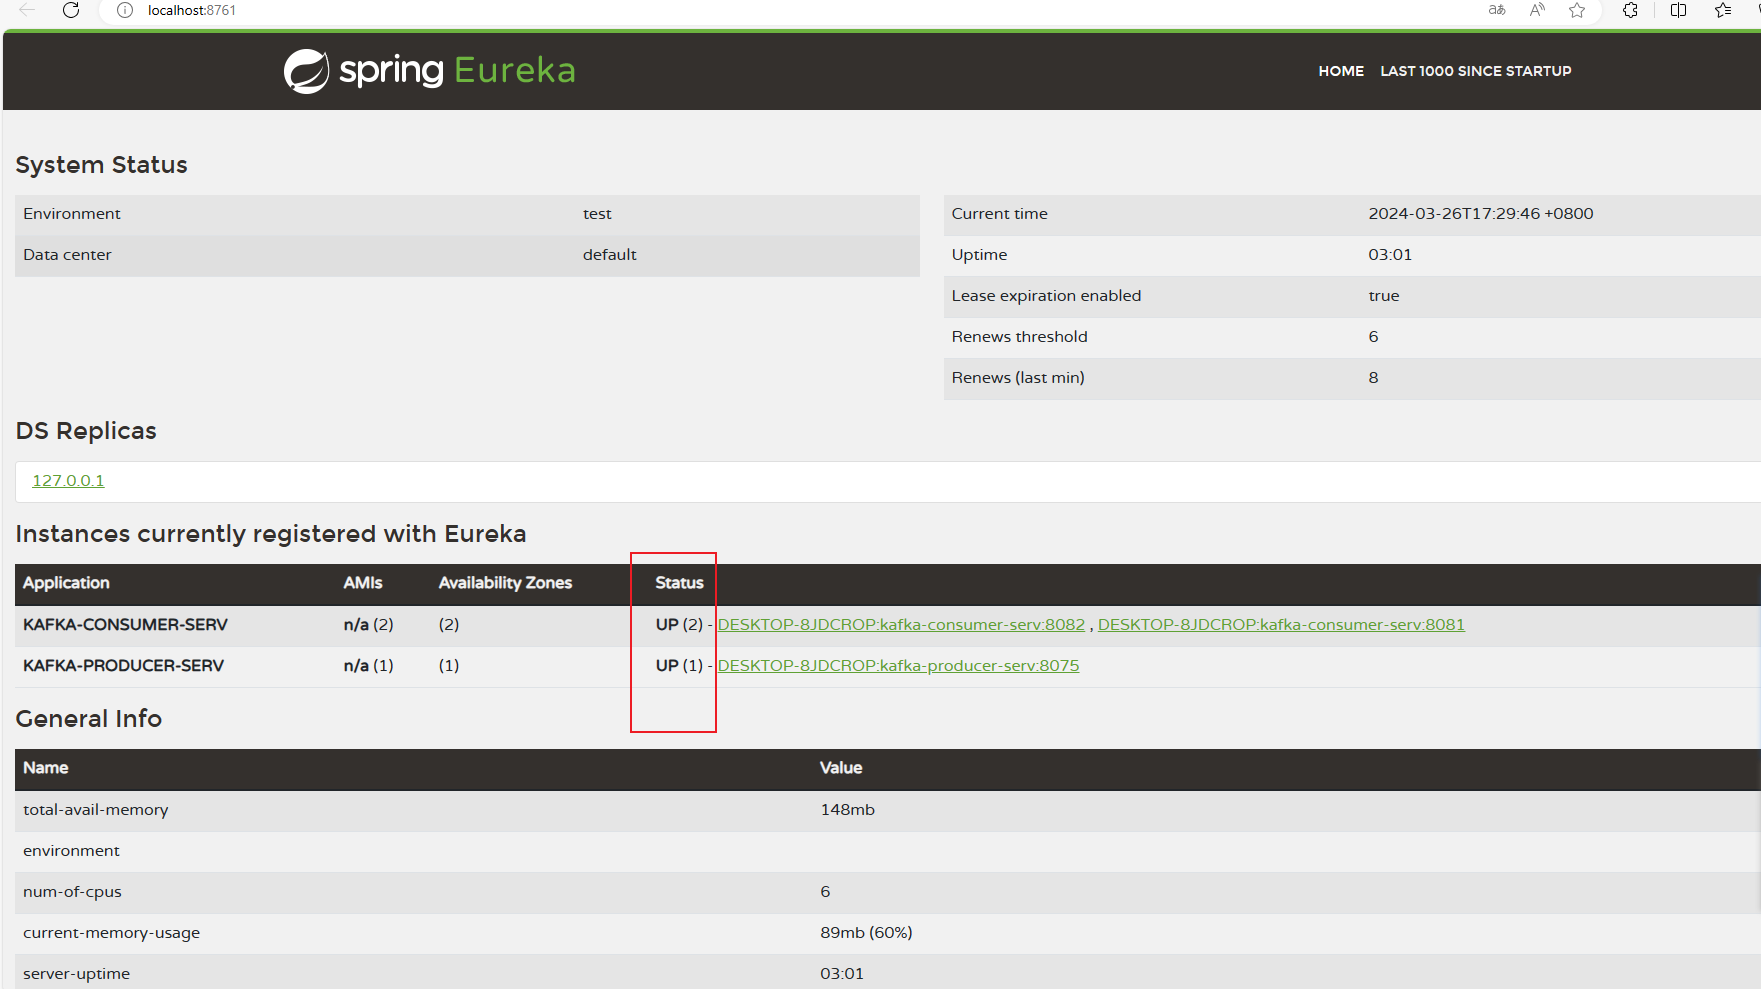 localhost:8761
spring Eureka
HOME LAST 1000 SINCE STARTUP
System Status
Environment test
Data center default
Current time 2024-03-26T17:29:46 +0800
Uptime 03:01
Lease expiration enabled true
Renews threshold 6
Renews (last min) 8
DS Replicas
127.0.0.1
Instances currently registered with Eureka
Application AMIs Availability Zones Status
KAFKA-CONSUMER-SERV n/a (2) (2) UP (2) - DESKTOP-8JDCROP:kafka-consumer-serv:8082 , DESKTOP-8JDCROP:kafka-consumer-serv:8081
KAFKA-PRODUCER-SERV n/a (1) (1) UP (1) - DESKTOP-8JDCROP:kafka-producer-serv:8075
General Info
Name Value
total-avail-memory 148mb
environment
num-of-cpus 6
current-memory-usage 89mb (60%)
server-uptime 03:01